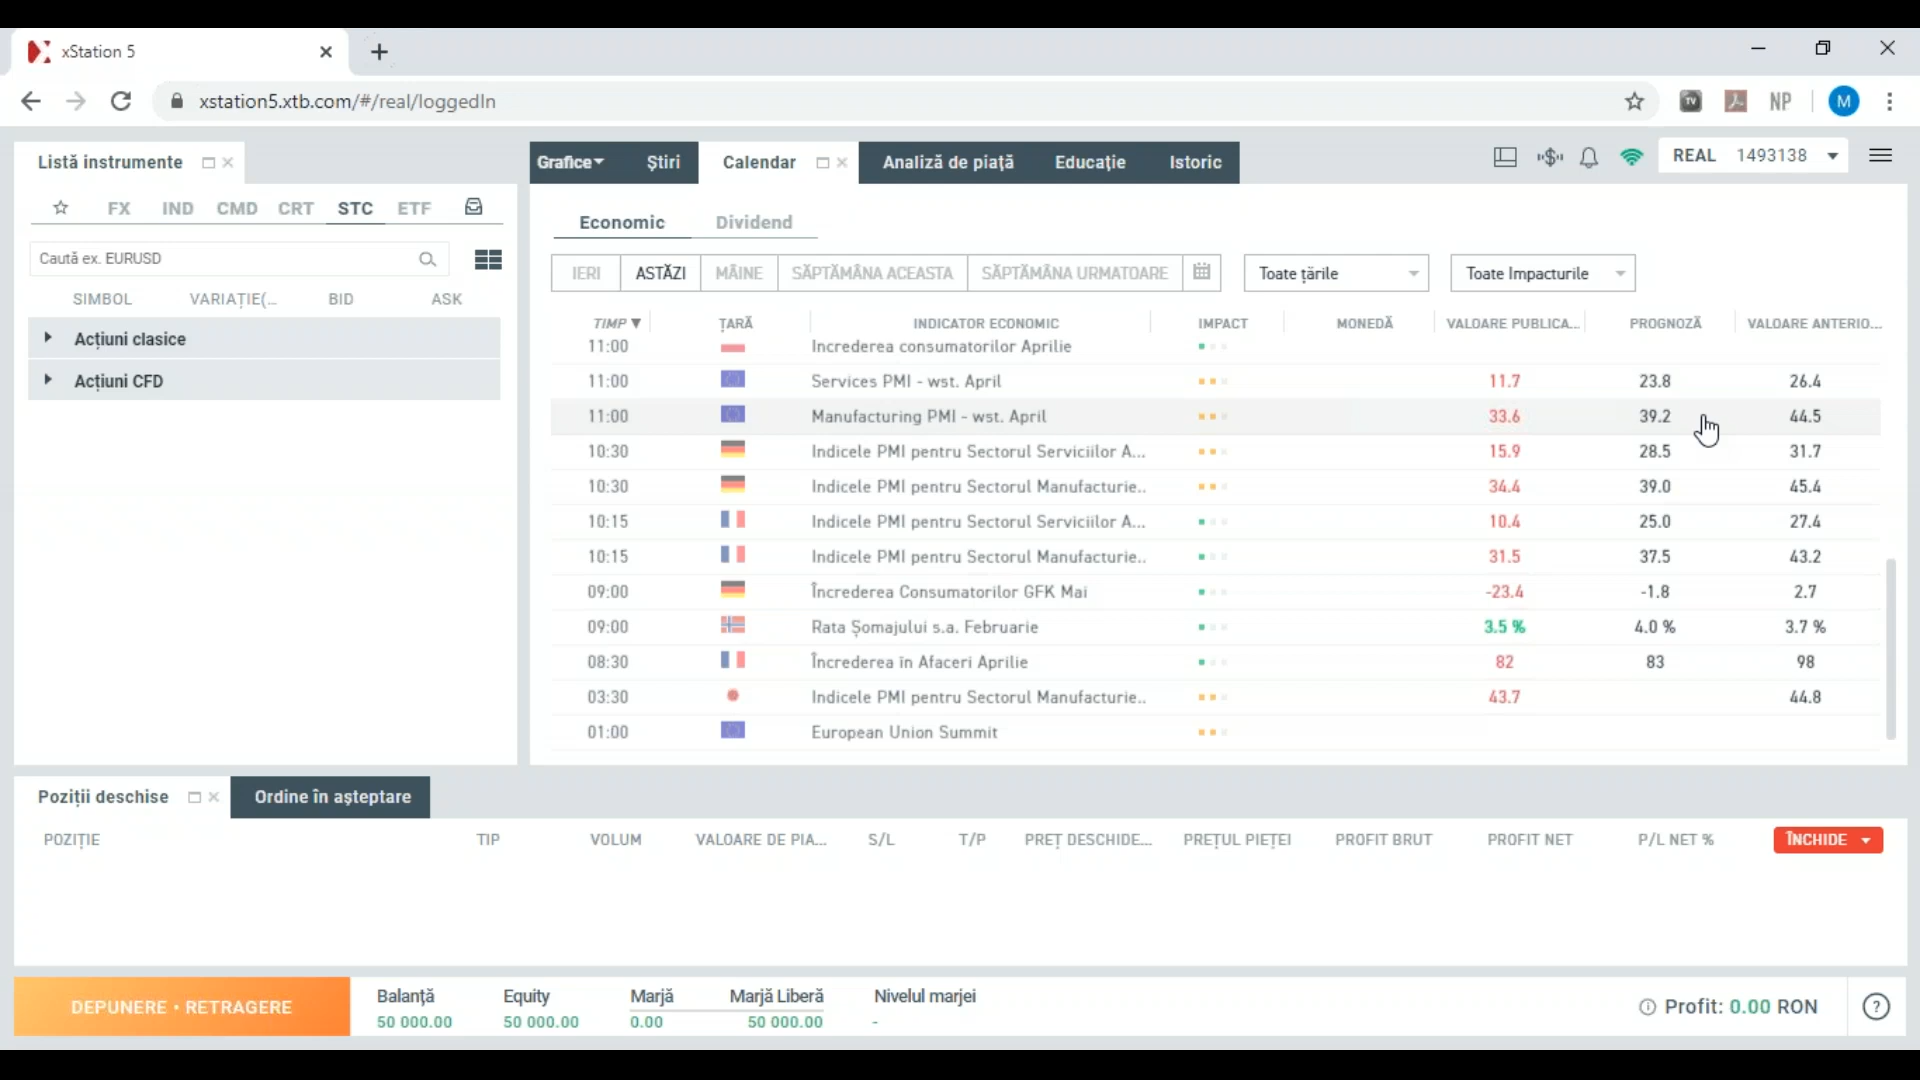 xStation 5
xstation5.xtb.com/#/real/loggedIn
NP
M
Listă instrumente
Grafice Știri Calendar Analiză de piață Educație Istoric
REAL 1493138
FX IND CMD CRT STC ETF
Economic Dividend
Caută ex. EURUSD
IERI ASTĂZI MÂINE SĂPTĂMÂNA ACEASTA SĂPTĂMÂNA URMATOARE Toate țările Toate Impacturile
SIMBOL VARIAȚIE(... BID ASK
Acțiuni clasice
Acțiuni CFD
TIMP ▼ ȚARĂ INDICATOR ECONOMIC IMPACT MONEDĂ VALOARE PUBLICA... PROGNOZĂ VALOARE ANTERIO...
11:00 Increderea consumatorilor Aprilie
11:00 Services PMI - wst. April 11.7 23.8 26.4
11:00 Manufacturing PMI - wst. April 33.6 39.2 44.5
10:30 Indicele PMI pentru Sectorul Serviciilor A... 15.9 28.5 31.7
10:30 Indicele PMI pentru Sectorul Manufacturie.. 34.4 39.0 45.4
10:15 Indicele PMI pentru Sectorul Serviciilor A... 10.4 25.0 27.4
10:15 Indicele PMI pentru Sectorul Manufacturie.. 31.5 37.5 43.2
09:00 Încrederea Consumatorilor GFK Mai -23.4 -1.8 2.7
09:00 Rata Șomajului s.a. Februarie 3.5 % 4.0 % 3.7 %
08:30 Încrederea în Afaceri Aprilie 82 83 98
03:30 Indicele PMI pentru Sectorul Manufacturie.. 43.7 44.8
01:00 European Union Summit
Poziții deschise Ordine în așteptare
POZIȚIE TIP VOLUM VALOARE DE PIA... S/L T/P PREȚ DESCHIDE... PREȚUL PIEȚEI PROFIT BRUT PROFIT NET P/L NET % ÎNCHIDE
DEPUNERE • RETRAGERE
Balanță Equity Marjă Marjă Liberă Nivelul marjei
50 000.00 50 000.00 0.00 50 000.00 -
Profit: 0.00 RON